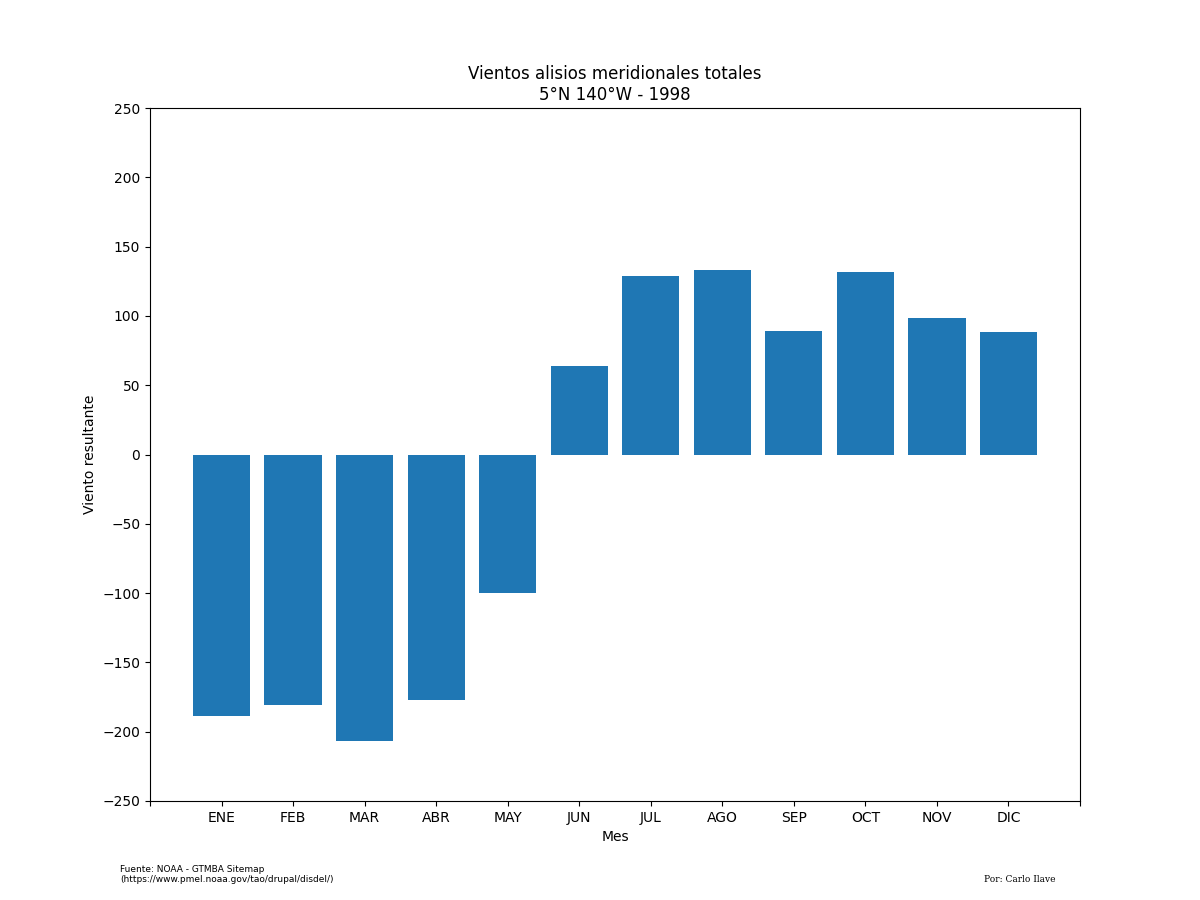 Vientos alisios meridionales totales
5°N 140°W - 1998
250
200
150
100
50
0
−50
−100
−150
−200
−250
Viento resultante
ENE FEB MAR ABR MAY JUN JUL AGO SEP OCT NOV DIC
Mes
Fuente: NOAA - GTMBA Sitemap
(https://www.pmel.noaa.gov/tao/drupal/disdel/)
Por: Carlo Ilave